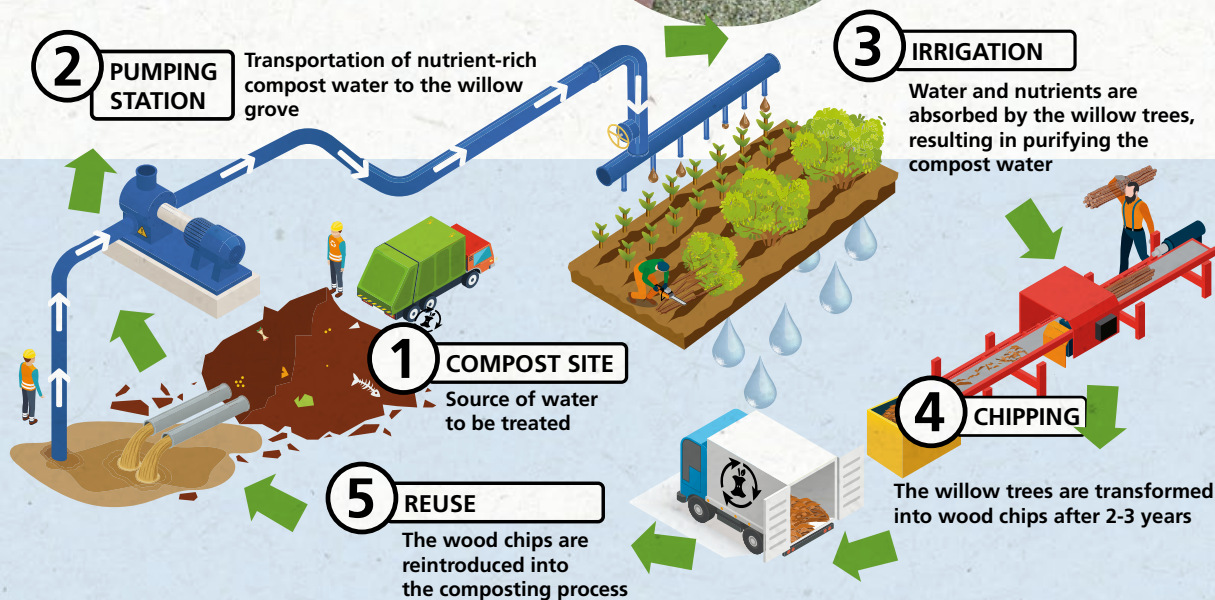 1
COMPOST SITE
Source of water
to be treated
2
PUMPING
STATION
Transportation of nutrient-rich
compost water to the willow
grove
3
IRRIGATION
Water and nutrients are
absorbed by the willow trees,
resulting in purifying the
compost water
4
CHIPPING
The willow trees are transformed
into wood chips after 2-3 years
5
REUSE
The wood chips are
reintroduced into
the composting process